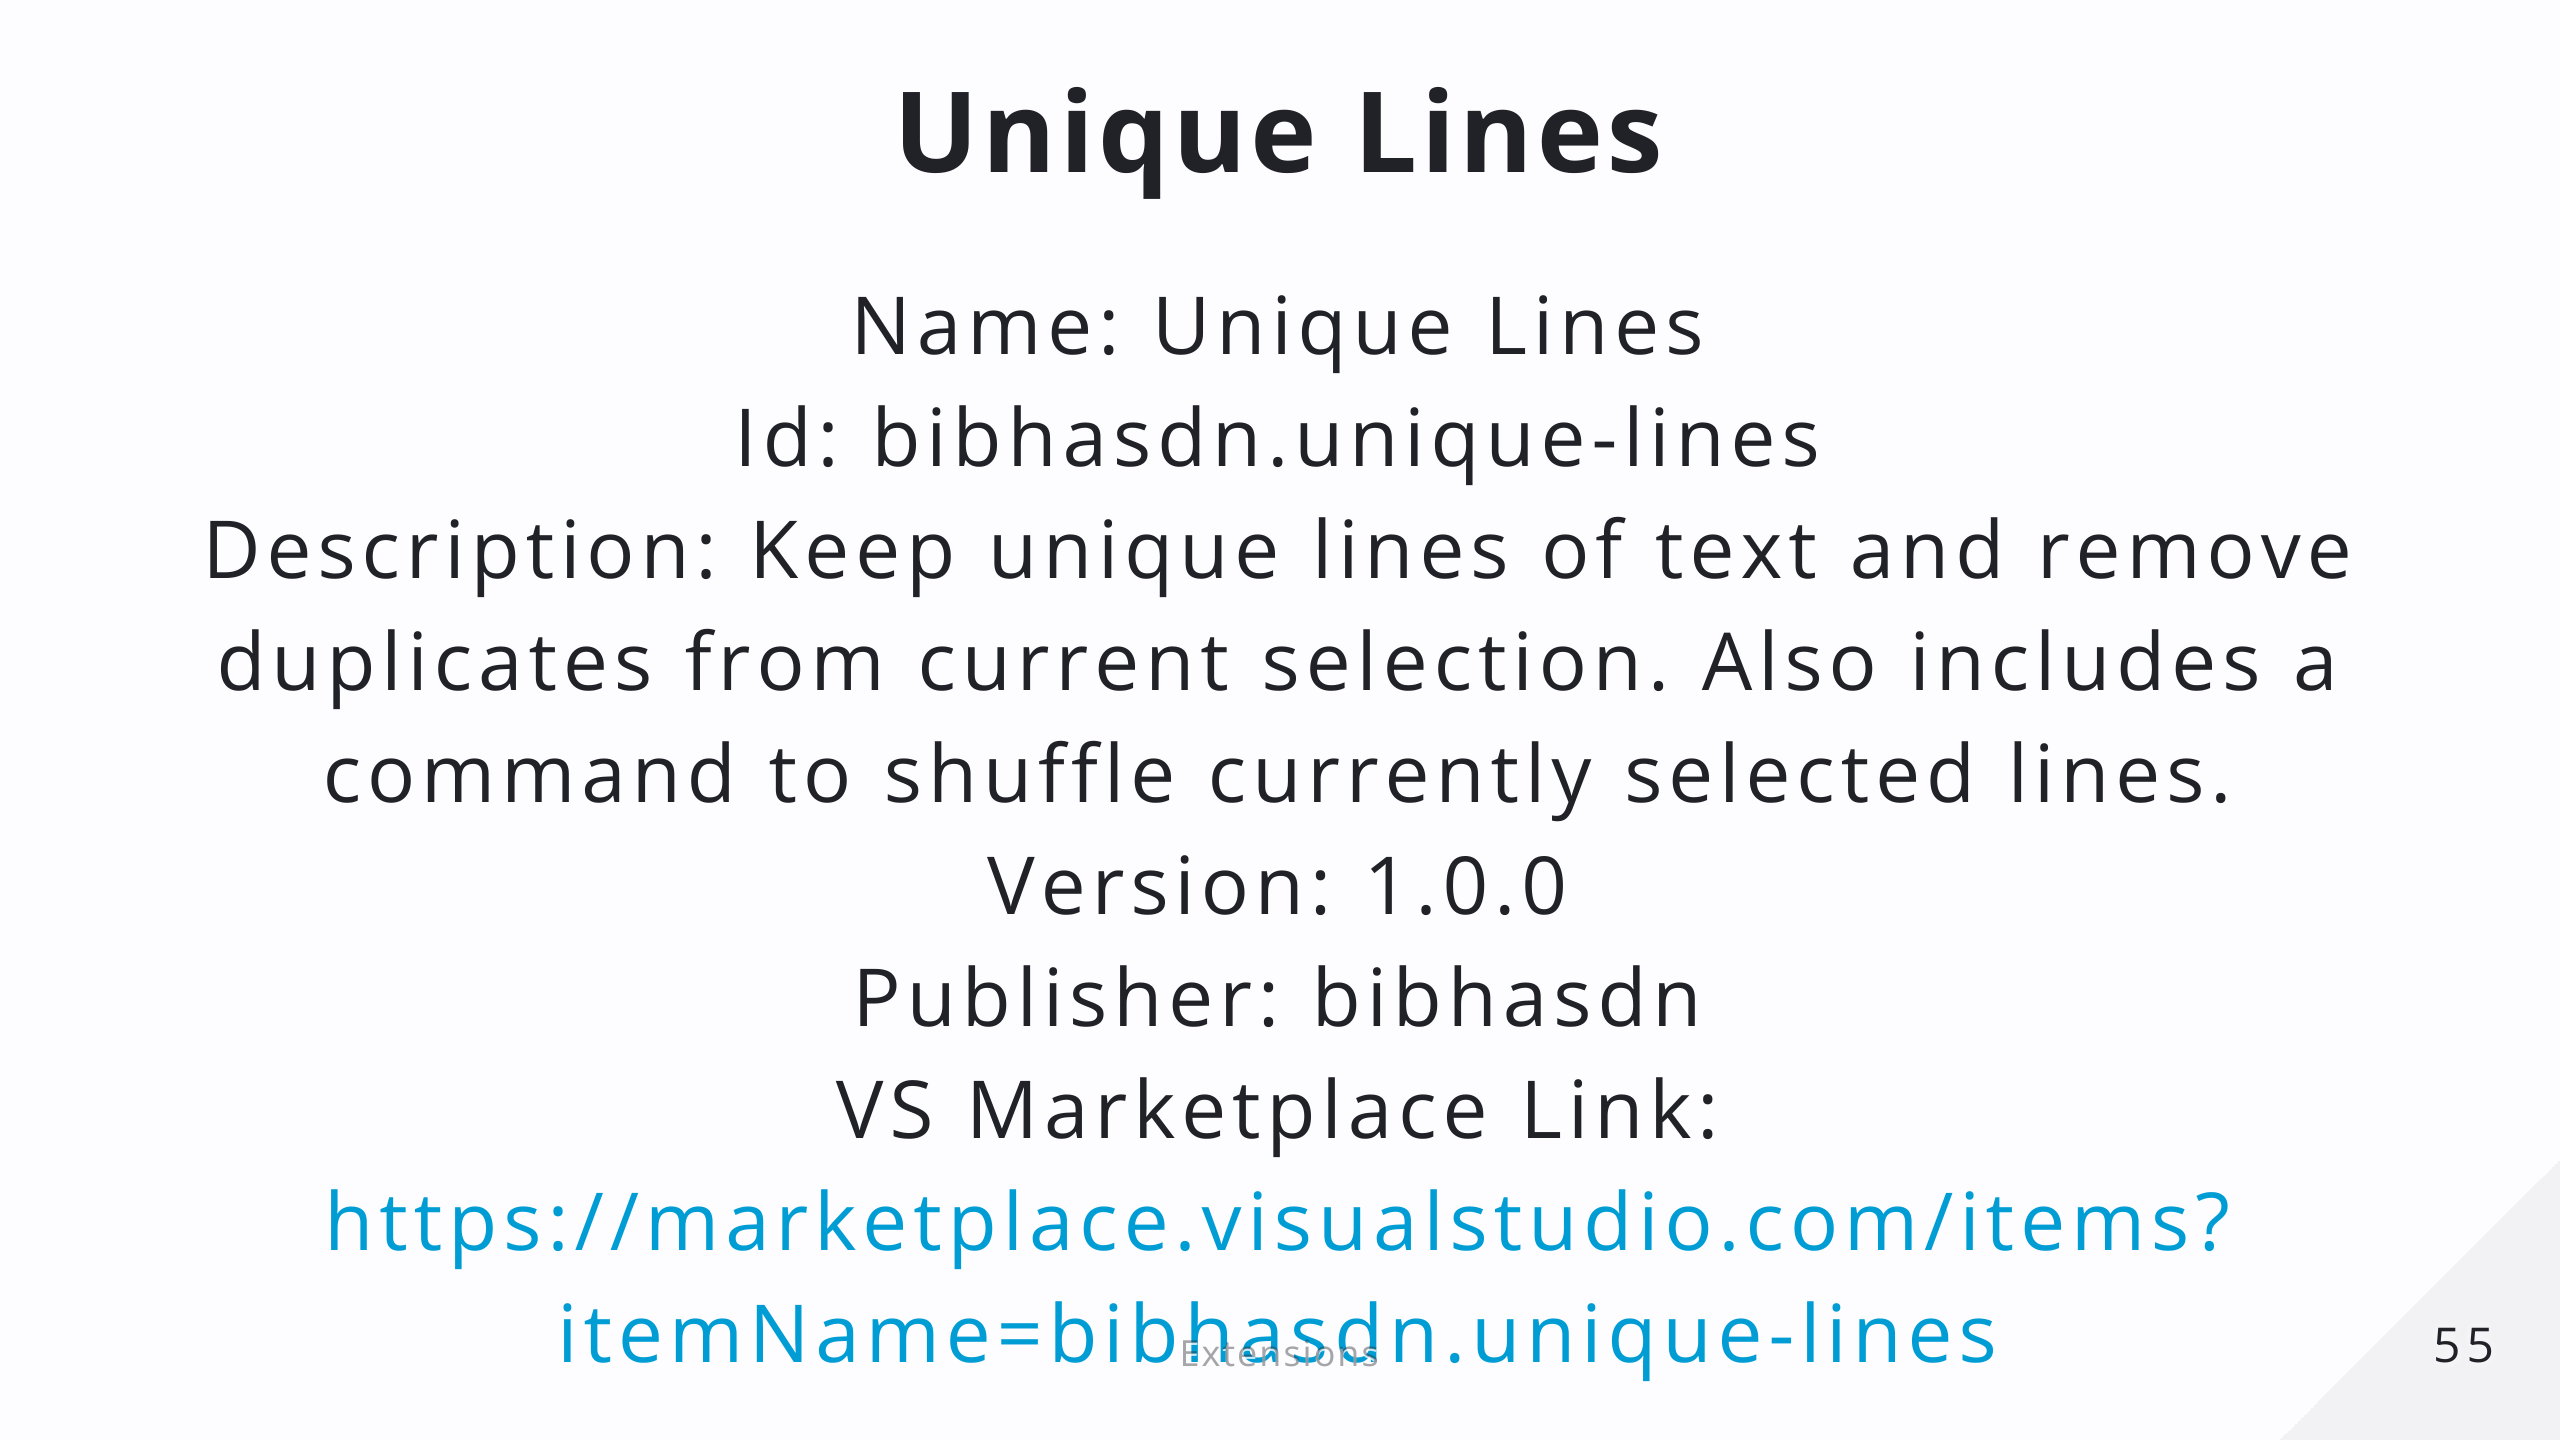 Unique Lines
Name: Unique Lines
Id: bibhasdn.unique-lines
Description: Keep unique lines of text and remove
duplicates from current selection. Also includes a
command to shuffle currently selected lines.
Version: 1.0.0
Publisher: bibhasdn
VS Marketplace Link:
https://marketplace.visualstudio.com/items?
itemName=bibhasdn.unique-lines
Extensions
55